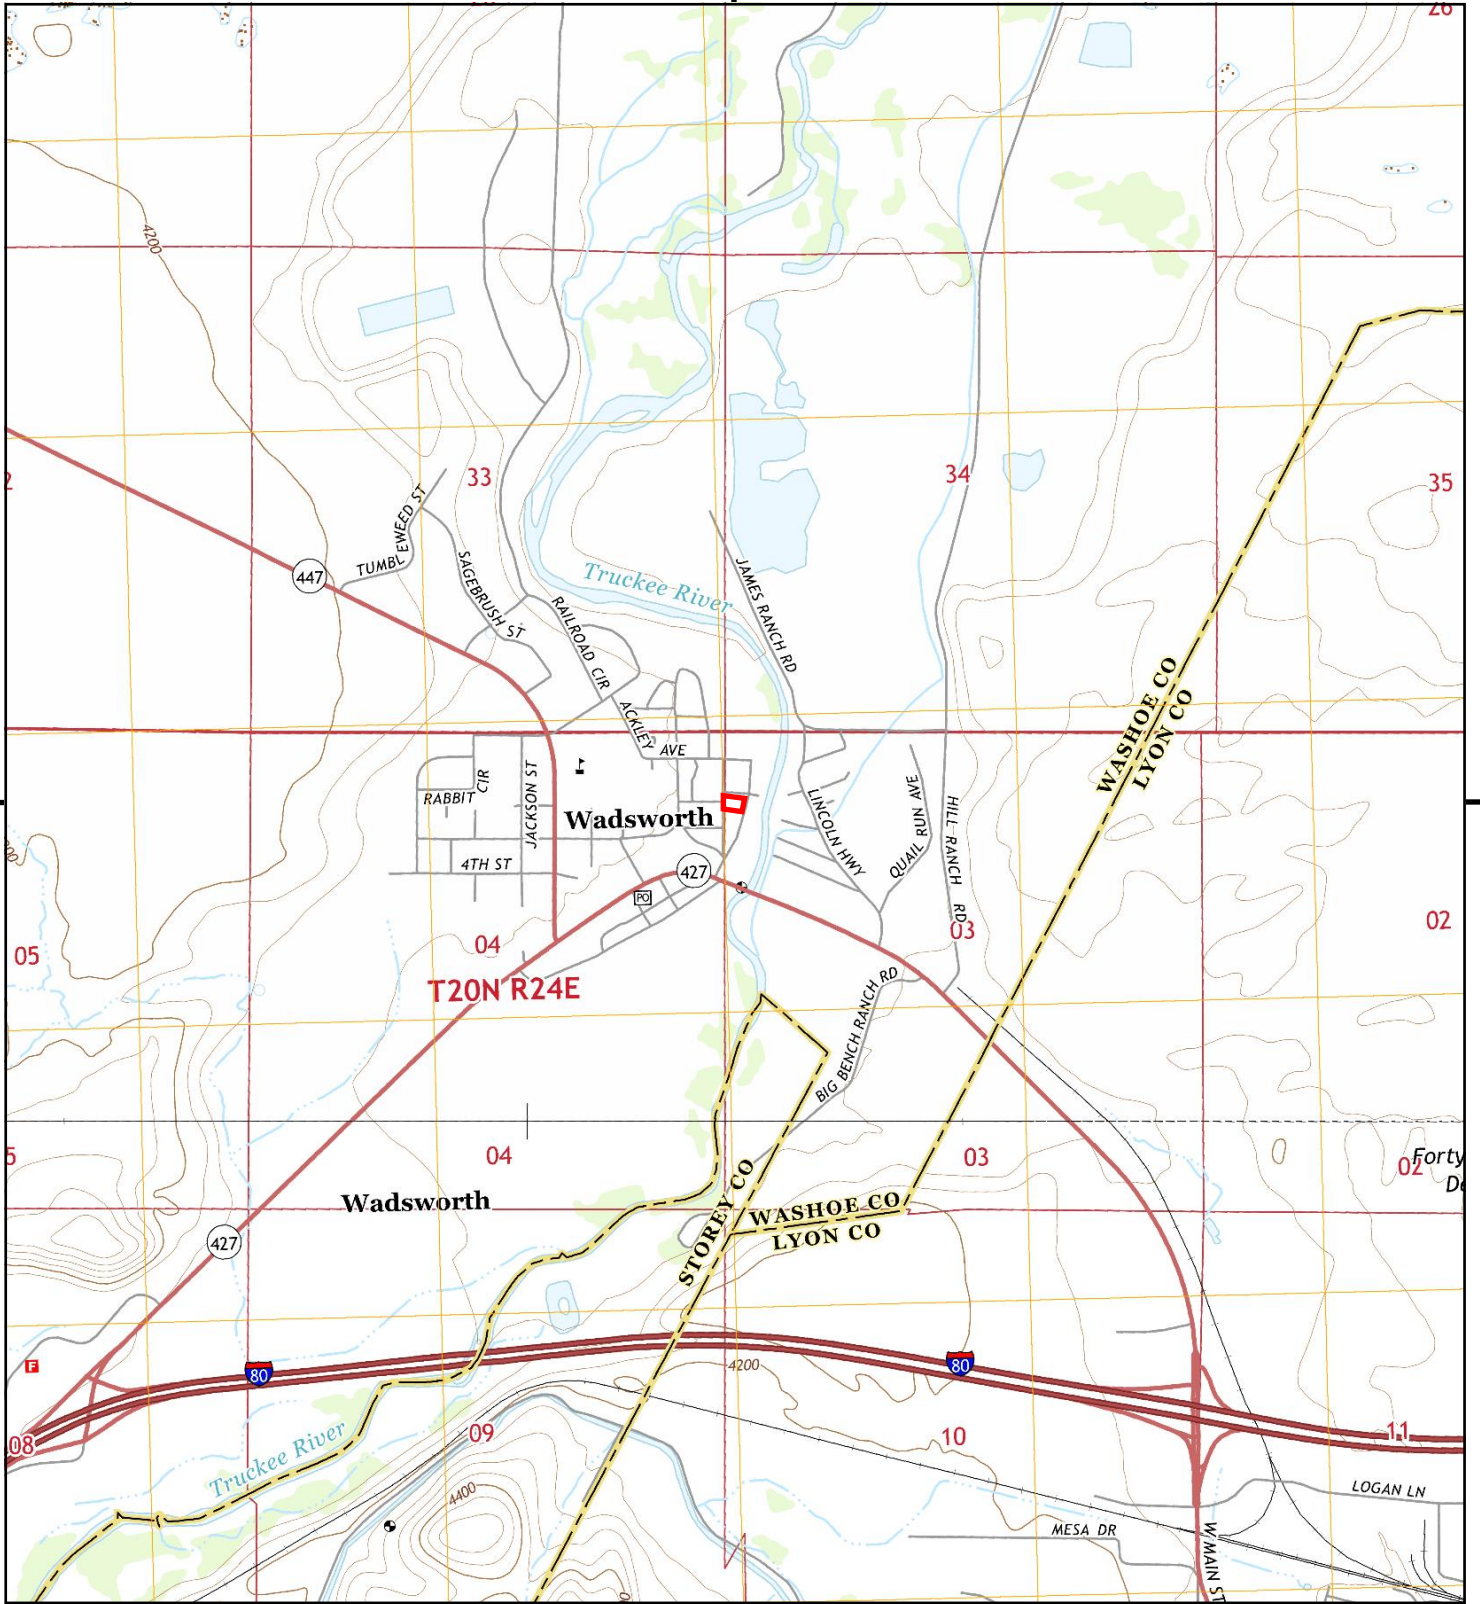 26
4200
33
34
35
2
TUMBLEWEED ST
447
SAGEBRUSH ST
Truckee River
RAILROAD CIR
JAMES RANCH RD
ACKLEY
AVE
WASHOE CO
LYON CO
RABBIT
CIR
JACKSON ST
Wadsworth
LINCOLN HWY
QUAIL RUN AVE
HILL RANCH RD
4TH ST
427
PO
05
04
03
02
T20N R24E
BIG BENCH RANCH RD
5
04
03
02
Forty
Wadsworth
STOREY CO
WASHOE CO
LYON CO
427
F
80
4200
80
08
09
10
11
Truckee River
4400
LOGAN LN
MESA DR
W MAIN ST